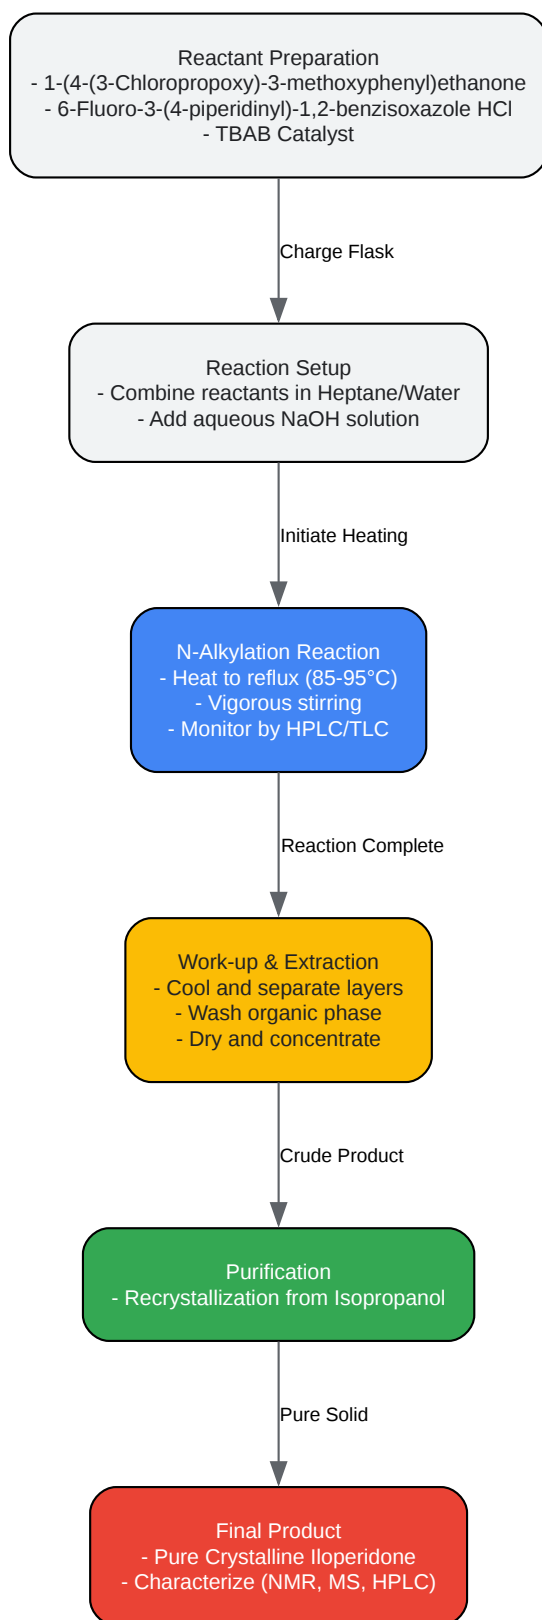 Reactant Preparation
- 1-(4-(3-Chloropropoxy)-3-methoxyphenyl)ethanone
- 6-Fluoro-3-(4-piperidinyl)-1,2-benzisoxazole HCl
- TBAB Catalyst
Charge Flask
Reaction Setup
- Combine reactants in Heptane/Water
- Add aqueous NaOH solution
Initiate Heating
N-Alkylation Reaction
- Heat to reflux (85-95°C)
- Vigorous stirring
- Monitor by HPLC/TLC
Reaction Complete
Work-up & Extraction
- Cool and separate layers
- Wash organic phase
- Dry and concentrate
Crude Product
Purification
- Recrystallization from Isopropanol
Pure Solid
Final Product
- Pure Crystalline Iloperidone
- Characterize (NMR, MS, HPLC)